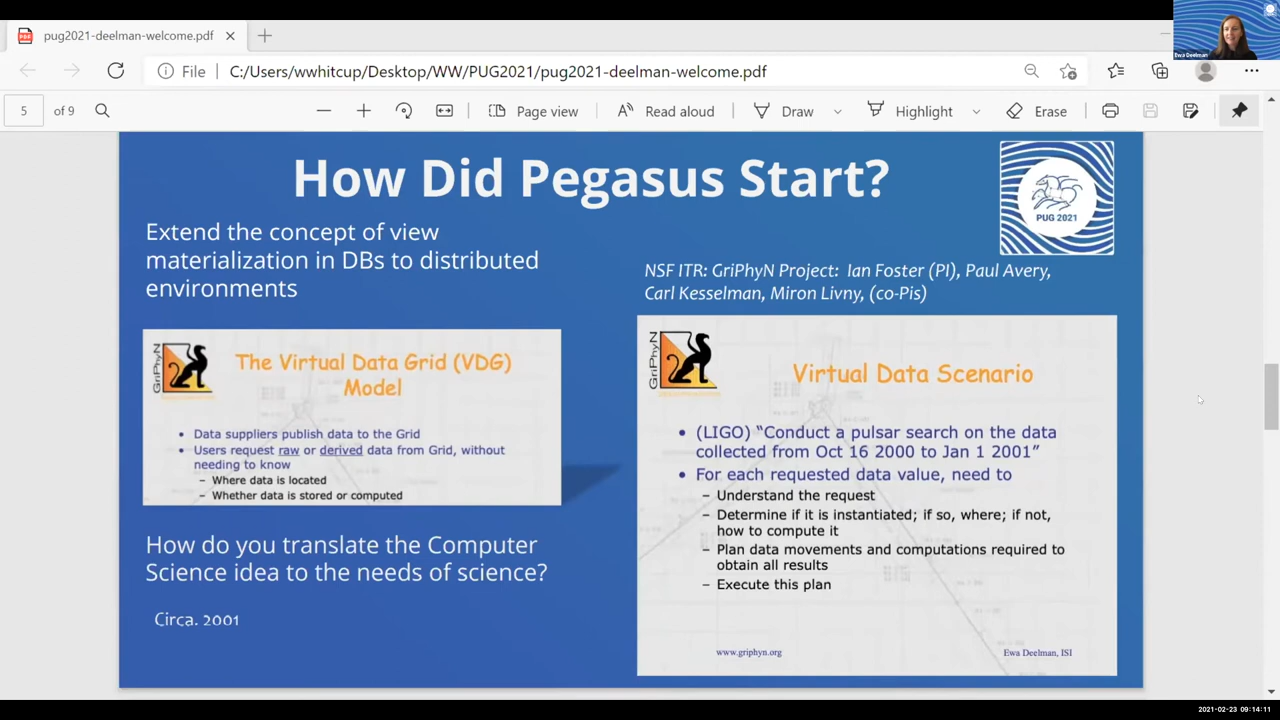 pug2021-deelman-welcome.pdf
Ewa Deelman
File
C:/Users/wwhitcup/Desktop/WW/PUG2021/pug2021-deelman-welcome.pdf
5 of 9
Page view
Read aloud
Draw
Highlight
Erase
How Did Pegasus Start?
PUG 2021
Extend the concept of view
materialization in DBs to distributed
environments
NSF ITR: GriPhyN Project: Ian Foster (PI), Paul Avery,
Carl Kesselman, Miron Livny, (co-Pis)
GriPhyN
The Virtual Data Grid (VDG)
Model
• Data suppliers publish data to the Grid
• Users request raw or derived data from Grid, without
needing to know
– Where data is located
– Whether data is stored or computed
How do you translate the Computer
Science idea to the needs of science?
Circa. 2001
GriPhyN
Virtual Data Scenario
• (LIGO) “Conduct a pulsar search on the data
collected from Oct 16 2000 to Jan 1 2001”
• For each requested data value, need to
– Understand the request
– Determine if it is instantiated; if so, where; if not,
how to compute it
– Plan data movements and computations required to
obtain all results
– Execute this plan
www.griphyn.org
Ewa Deelman, ISI
2021-02-23 09:14:11